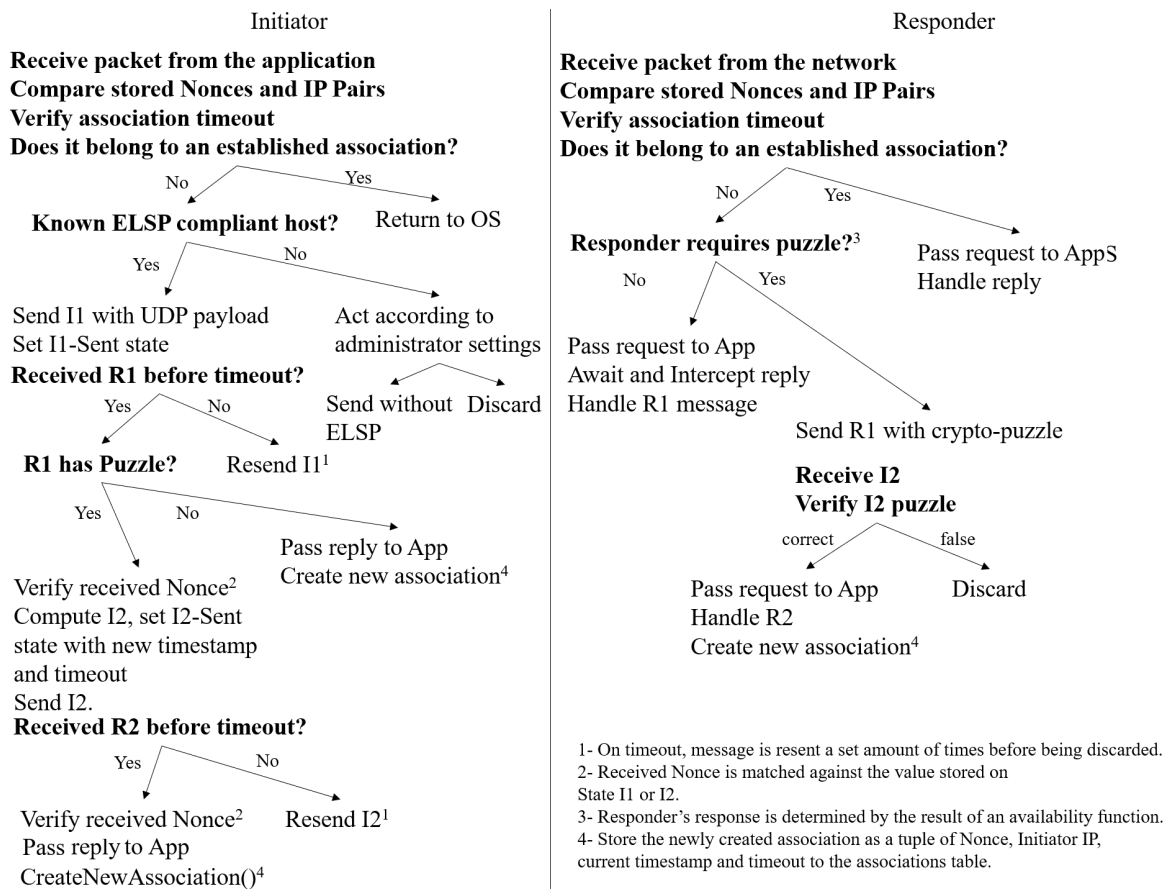 Initiator
Receive packet from the application
Compare stored Nonces and IP Pairs
Verify association timeout
Does it belong to an established association?
No
Yes
Known ELSP compliant host?
Return to OS
Yes
No
Send I1 with UDP payload
Set I1-Sent state
Act according to
administrator settings
Received R1 before timeout?
Yes
No
Send without
ELSP
Discard
R1 has Puzzle?
Resend I1¹
Yes
No
Pass reply to App
Create new association⁴
Verify received Nonce²
Compute I2, set I2-Sent
state with new timestamp
and timeout
Send I2.
Received R2 before timeout?
Yes
No
Verify received Nonce²
Pass reply to App
CreateNewAssociation()⁴
Resend I2¹
Responder
Receive packet from the network
Compare stored Nonces and IP Pairs
Verify association timeout
Does it belong to an established association?
No
Yes
Responder requires puzzle?³
Pass request to AppS
Handle reply
No
Yes
Pass request to App
Await and Intercept reply
Handle R1 message
Send R1 with crypto-puzzle
Receive I2
Verify I2 puzzle
correct
false
Pass request to App
Handle R2
Create new association⁴
Discard
1- On timeout, message is resent a set amount of times before being discarded.
2- Received Nonce is matched against the value stored on
State I1 or I2.
3- Responder's response is determined by the result of an availability function.
4- Store the newly created association as a tuple of Nonce, Initiator IP,
current timestamp and timeout to the associations table.